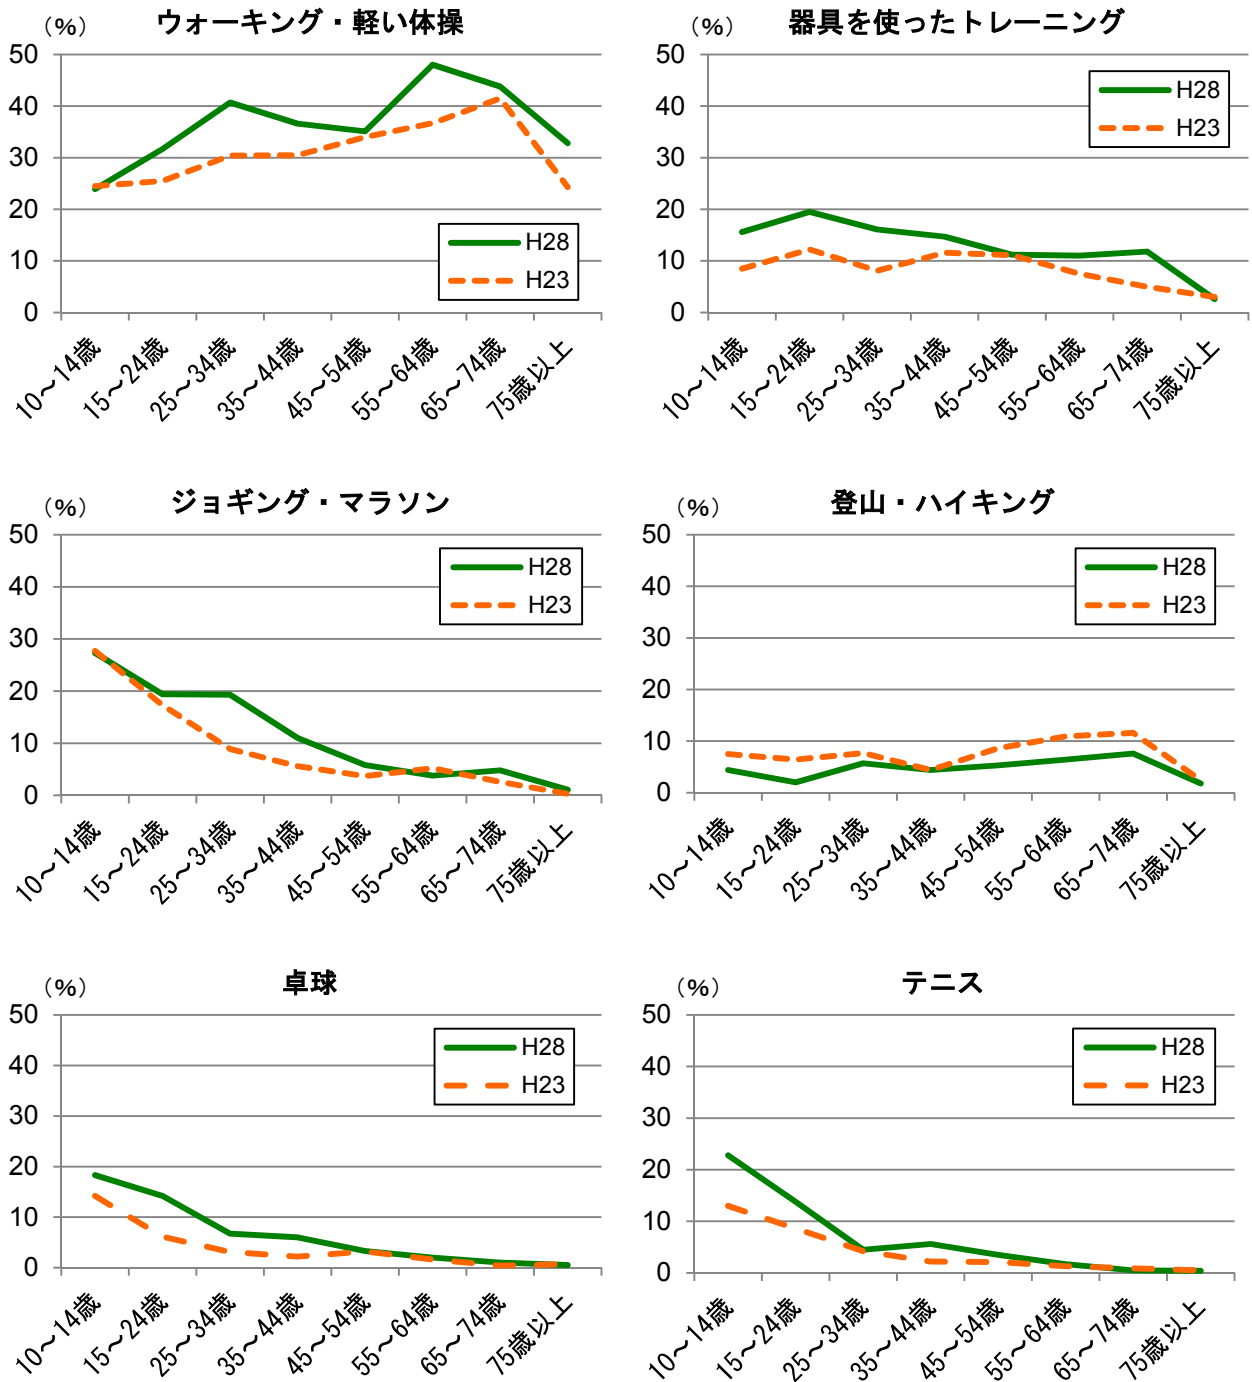 (%) ウォーキング・軽い体操
50
40
30
20
10
0
H28
H23
10～14歳
15～24歳
25～34歳
35～44歳
45～54歳
55～64歳
65～74歳
75歳以上
(%) 器具を使ったトレーニング
50
40
30
20
10
0
H28
H23
10～14歳
15～24歳
25～34歳
35～44歳
45～54歳
55～64歳
65～74歳
75歳以上
(%) ジョギング・マラソン
50
40
30
20
10
0
H28
H23
10～14歳
15～24歳
25～34歳
35～44歳
45～54歳
55～64歳
65～74歳
75歳以上
(%) 登山・ハイキング
50
40
30
20
10
0
H28
H23
10～14歳
15～24歳
25～34歳
35～44歳
45～54歳
55～64歳
65～74歳
75歳以上
(%) 卓球
50
40
30
20
10
0
H28
H23
10～14歳
15～24歳
25～34歳
35～44歳
45～54歳
55～64歳
65～74歳
75歳以上
(%) テニス
50
40
30
20
10
0
H28
H23
10～14歳
15～24歳
25～34歳
35～44歳
45～54歳
55～64歳
65～74歳
75歳以上